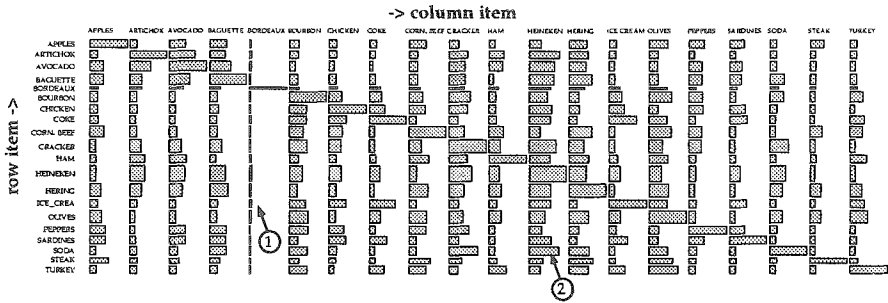 -> column item
APPLES ARTICHOK AVOCADO BAGUETTE BORDEAUX BOURBON CHICKEN COKE CORN. BEEF CRACKER HAM HEINEKEN HERING ICE CREAM OLIVES PEPPERS SARDINES SODA STEAK TURKEY
row item ->
APPLES
ARTICHOK
AVOCADO
BAGUETTE
BORDEAUX
BOURBON
CHICKEN
COKE
CORN. BEEF
CRACKER
HAM
HEINEKEN
HERING
ICE_CREA
OLIVES
PEPPERS
SARDINES
SODA
STEAK
TURKEY
1
2